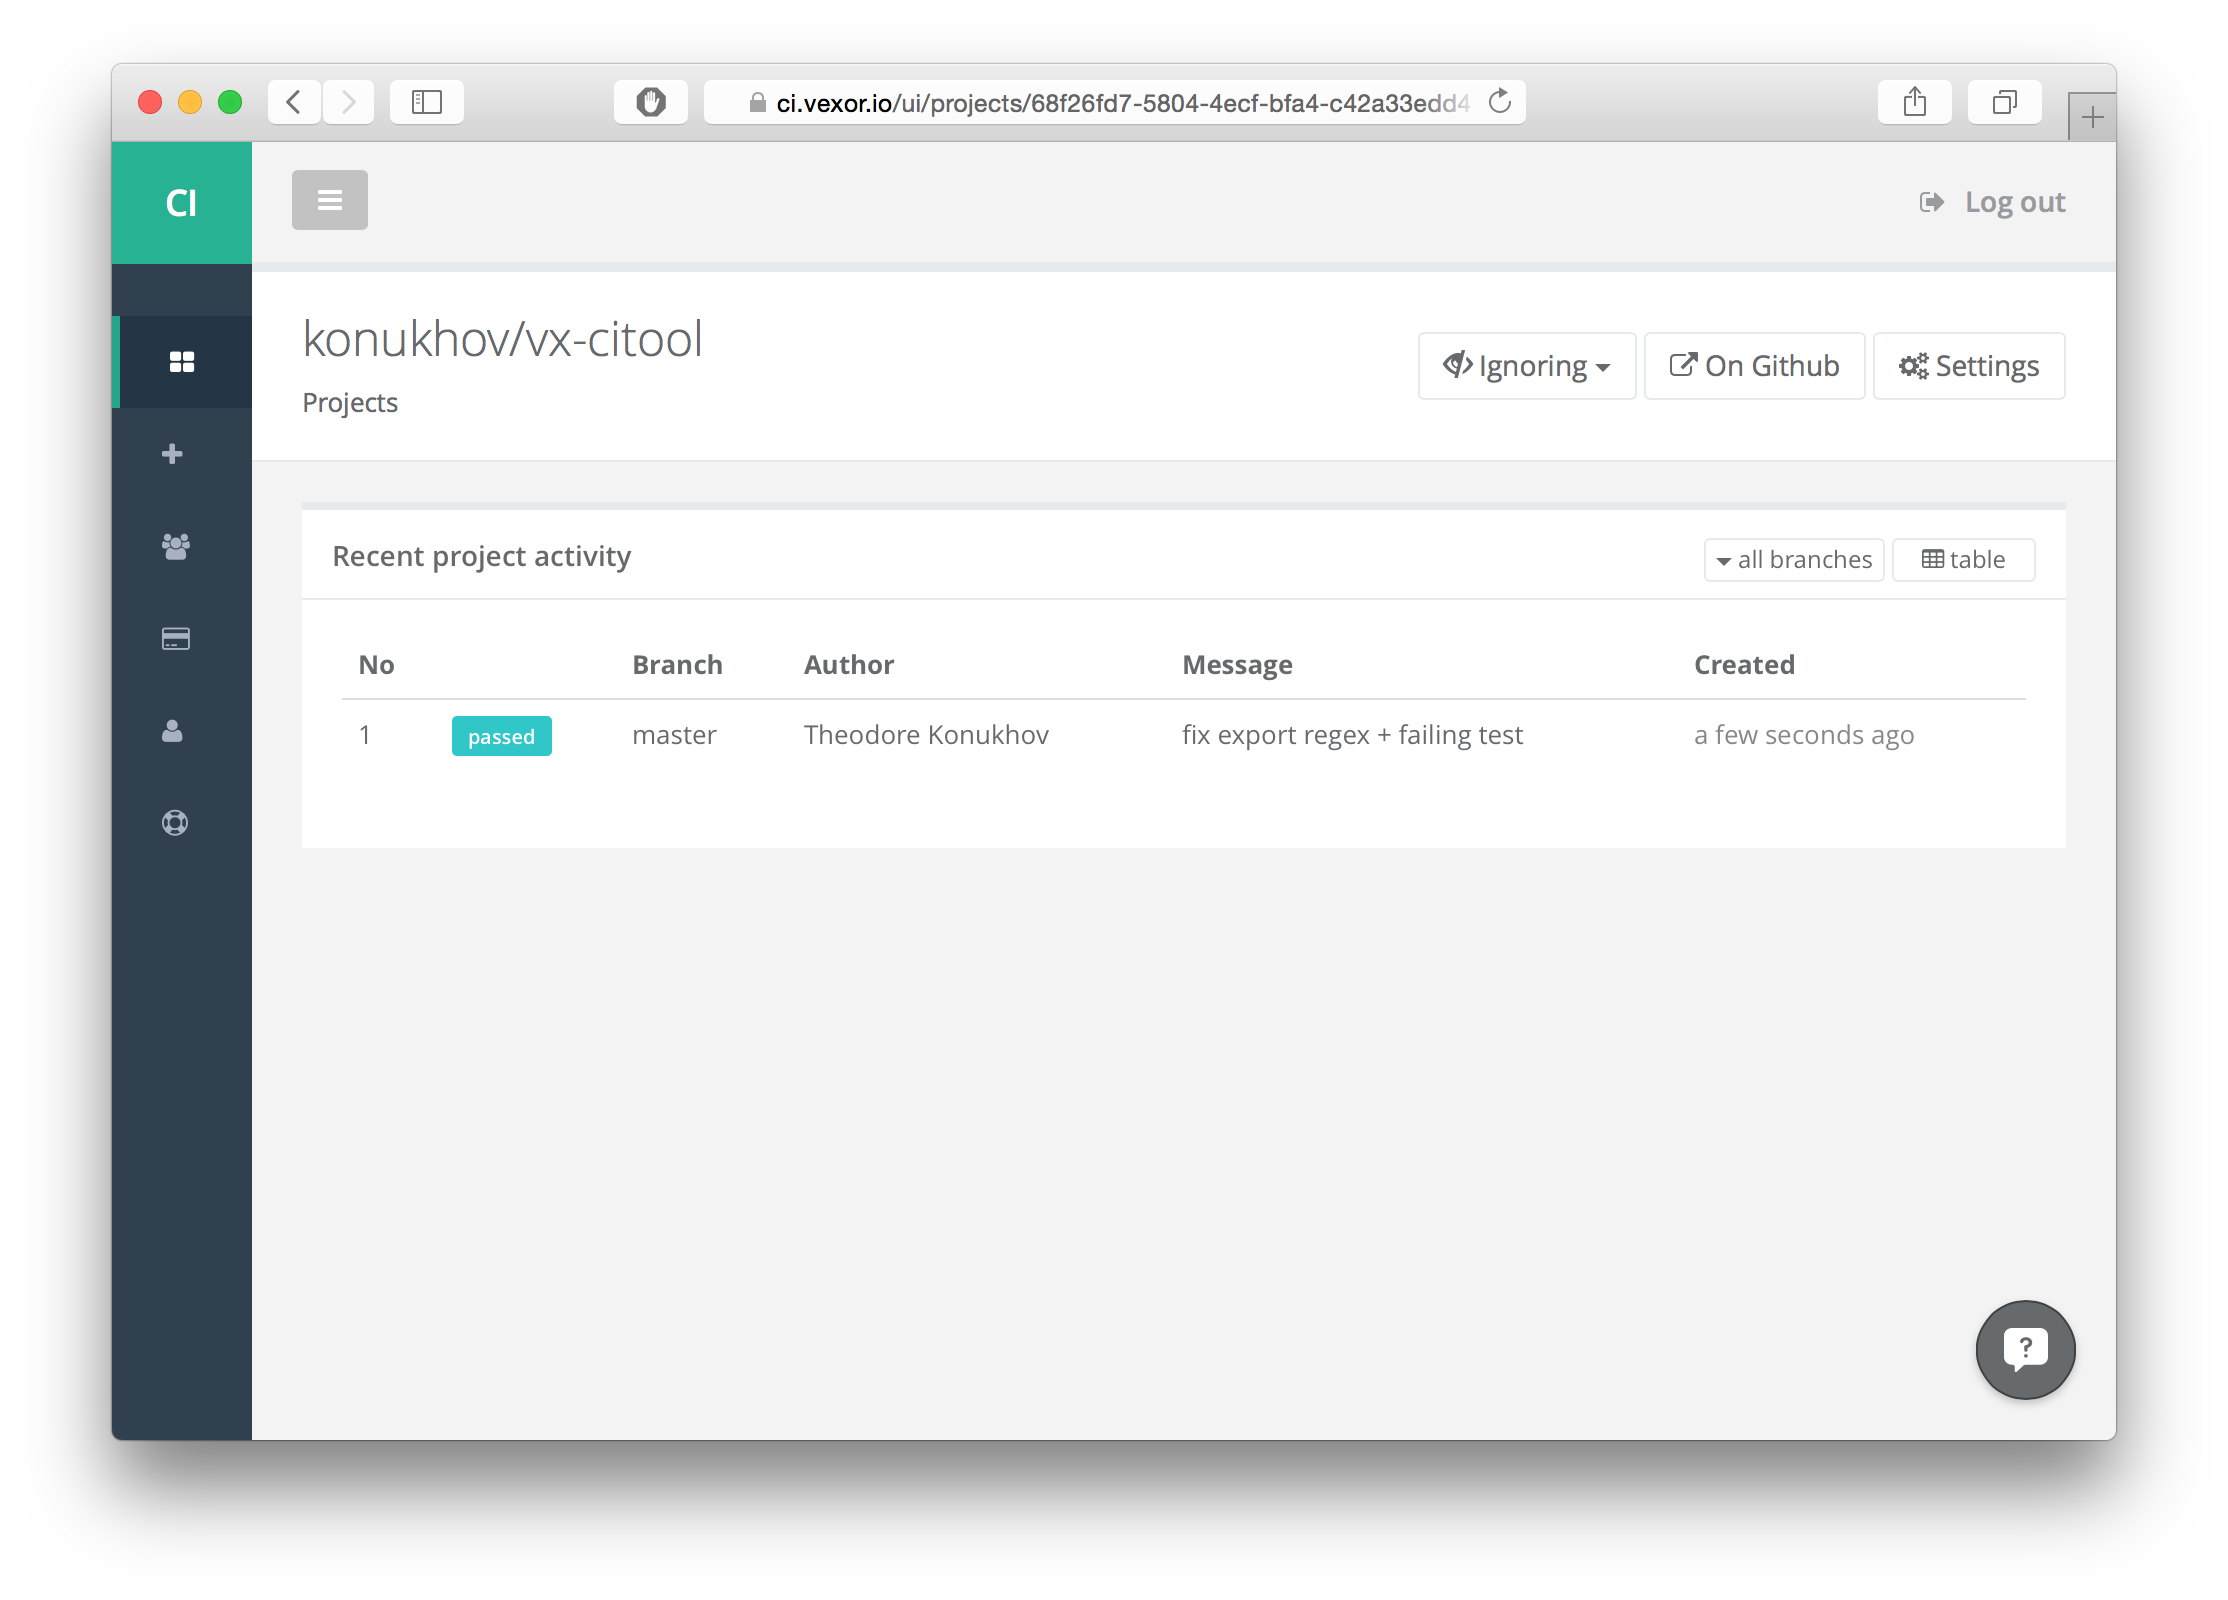 ci.vexor.io/ui/projects/68f26fd7-5804-4ecf-bfa4-c42a33edd4
CI
Log out
konukhov/vx-citool
Projects
Ignoring
On Github
Settings
Recent project activity
all branches
table
No Branch Author Message Created
1 passed master Theodore Konukhov fix export regex + failing test a few seconds ago
?